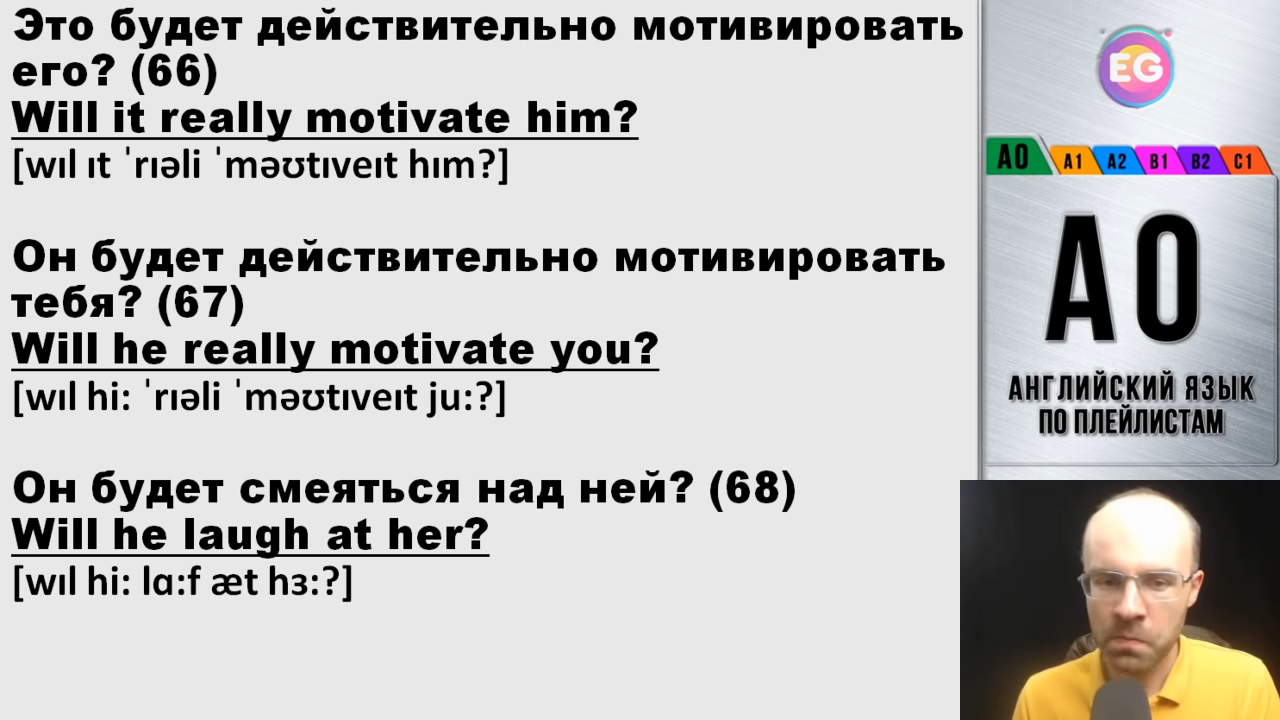 Это будет действительно мотивировать
его? (66)
Will it really motivate him?
[wɪl ɪt ˈrɪəli ˈməʊtɪveɪt hɪm?]
Он будет действительно мотивировать
тебя? (67)
Will he really motivate you?
[wɪl hi: ˈrɪəli ˈməʊtɪveɪt ju:?]
Он будет смеяться над ней? (68)
Will he laugh at her?
[wɪl hi: lɑ:f æt hɜ:?]
EG
A0 A1 A2 B1 B2 C1
A0
АНГЛИЙСКИЙ ЯЗЫК
ПО ПЛЕЙЛИСТАМ